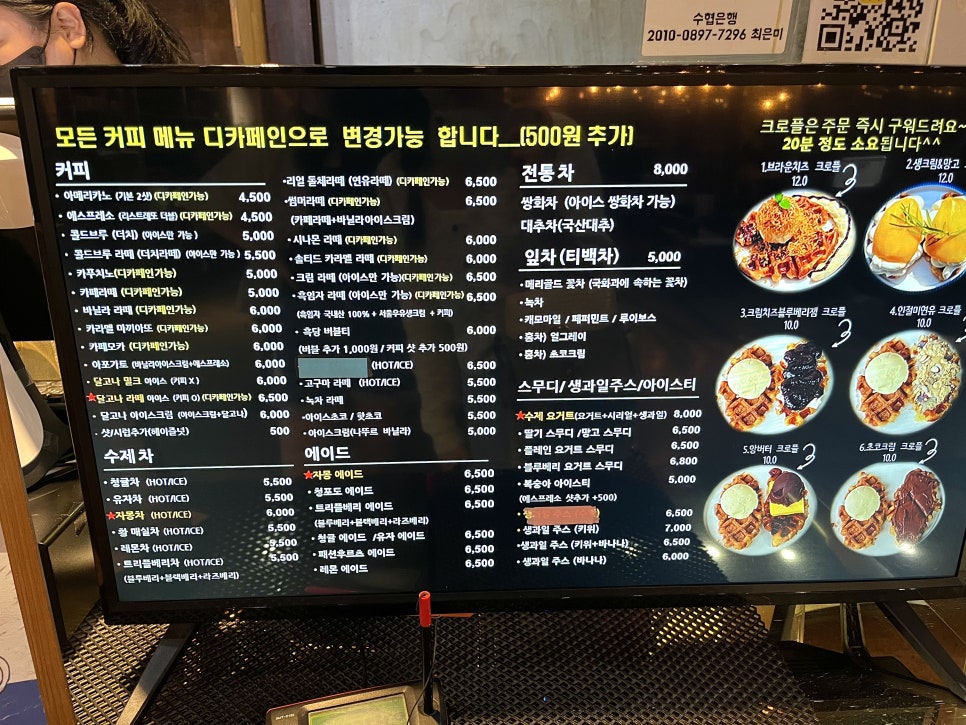 수협은행
2010-0897-7296 최은미
모든 커피 메뉴 디카페인으로 변경가능 합니다__(500원 추가)
커피
· 아메리카노 (기본 2샷) (디카페인가능) 4,500
· 에스프레소 (리스트레또 더블) (디카페인가능) 4,500
· 콜드브루 (더치) (아이스만 가능) 5,000
· 콜드브루 라떼 (더치라떼) (아이스만 가능) 5,500
· 카푸치노(디카페인가능) 5,000
· 카페라떼 (디카페인가능) 5,000
· 바닐라 라떼 (디카페인가능) 6,000
· 카라멜 마끼아또 (디카페인가능) 6,000
· 카페모카 (디카페인가능) 6,000
· 아포가토 (바닐라아이스크림+에스프레소) 6,000
· 달고나 밀크 아이스 (커피 X) 6,000
★달고나 라떼 아이스 (커피 O) (디카페인가능) 6,500
· 달고나 아이스크림 (아이스크림+달고나) 6,000
· 샷/시럽추가(헤이즐넛) 500
수제 차
· 청귤차 (HOT/ICE) 5,500
· 유자차 (HOT/ICE) 5,500
★자몽차 (HOT/ICE) 6,000
· 황 매실차 (HOT/ICE) 5,500
· 레몬차 (HOT/ICE) 5,500
· 트리플베리차 (HOT/ICE) 5,500
(블루베리+블랙베리+라즈베리)
·리얼 돌체라떼 (연유라떼) (디카페인가능) 6,500
·썸머라떼 (디카페인가능) 6,500
(카페라떼+바닐라아이스크림)
· 시나몬 라떼 (디카페인가능) 6,000
· 솔티드 카라멜 라떼 (디카페인가능) 6,000
· 크림 라떼 (아이스만 가능)(디카페인가능) 6,500
· 흑임자 라떼 (아이스만 가능) (디카페인가능) 6,500
(흑임자 국내산 100% + 서울우유생크림 + 커피)
· 흑당 버블티 6,000
(버블 추가 1,000원 / 커피 샷 추가 500원)
(HOT/ICE) 6,500
· 고구마 라떼 (HOT/ICE) 5,500
· 녹차 라떼 5,500
·아이스초코 / 핫초코 5,500
·아이스크림(나뚜르 바닐라) 5,000
에이드
★자몽 에이드 6,500
· 청포도 에이드 6,500
· 트리플베리 에이드 6,500
(블루베리+블랙베리+라즈베리)
· 청귤 에이드 /유자 에이드 6,500
· 패션후르츠 에이드 6,500
· 레몬 에이드 6,500
전통 차 8,000
쌍화차 (아이스 쌍화차 가능)
대추차(국산대추)
잎차 (티백차) 5,000
· 메리골드 꽃차 (국화과에 속하는 꽃차)
· 녹차
· 캐모마일 / 페퍼민트 / 루이보스
· 홍차) 얼그레이
· 홍차) 초코크림
스무디/생과일주스/아이스티
★수제 요거트(요거트+시리얼+생과일) 8,000
· 딸기 스무디 /망고 스무디 6,500
· 플레인 요거트 스무디 6,500
· 블루베리 요거트 스무디 6,800
· 복숭아 아이스티 5,000
(에스프레소 샷추가 +500)
6,500
· 생과일 주스 (키위) 7,000
·생과일 주스 (키위+바나나) 6,500
· 생과일 주스 (바나나) 6,000
크로플은 주문 즉시 구워드려요~
20분 정도 소요됩니다^^
1.브라운치즈 크로플
12.0
2.생크림&망고
12.0
3.크림치즈블루베리잼 크로플
10.0
4.인절미연유 크로플
10.0
5.앙버터 크로플
10.0
6.초코크림 크로플
10.0